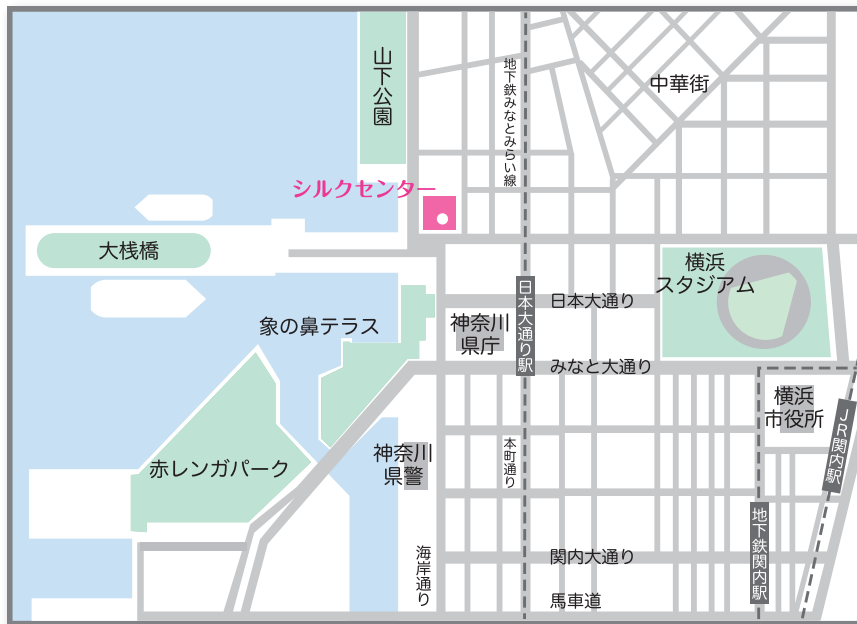 山下公園
地下鉄みなとみらい線
中華街
シルクセンター
大桟橋
横浜
スタジアム
日本大通り駅
日本大通り
象の鼻テラス
神奈川
県庁
みなと大通り
横浜
市役所
JR関内駅
本町通り
神奈川
県警
赤レンガパーク
地下鉄関内駅
海岸通り
関内大通り
馬車道